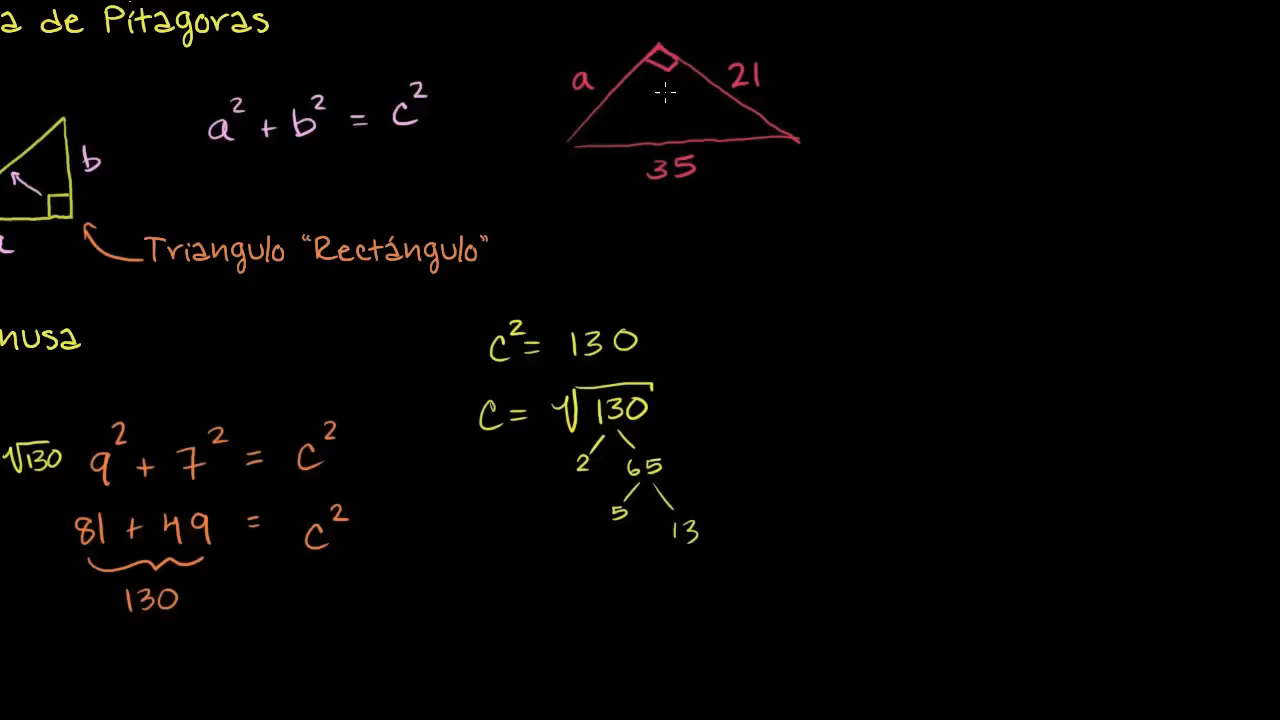 a de Pitagoras
a² + b² = c²
b
a
21
35
Triangulo "Rectángulo"
nusa
c² = 130
c = √130
2 65
5 13
√130
9² + 7² = c²
81 + 49 = c²
130